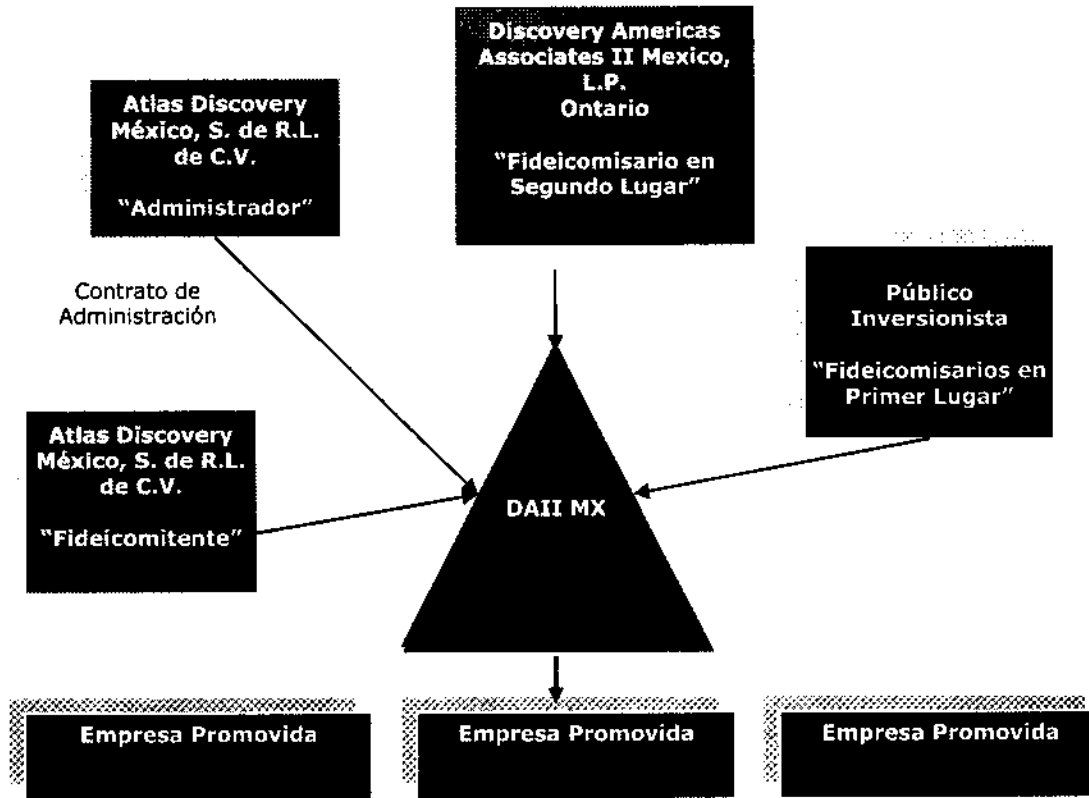 Discovery Americas
Associates II Mexico,
L.P.
Ontario
"Fideicomisario en
Segundo Lugar"
Atlas Discovery
México, S. de R.L.
de C.V.
"Administrador"
Contrato de
Administración
Público
Inversionista
"Fideicomisarios en
Primer Lugar"
Atlas Discovery
México, S. de R.L.
de C.V.
"Fideicomitente"
DAII MX
Empresa Promovida
Empresa Promovida
Empresa Promovida